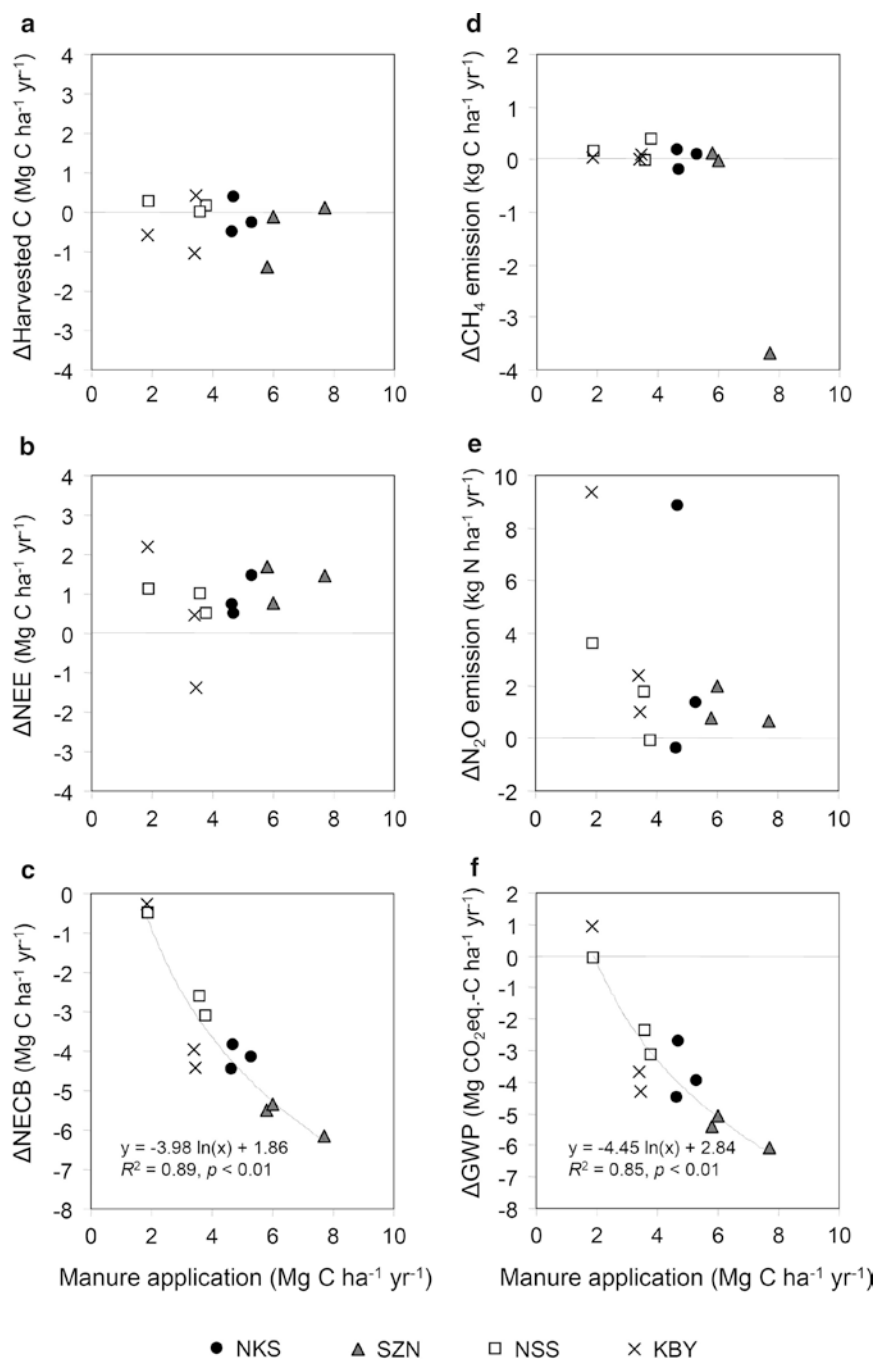 a
ΔHarvested C (Mg C ha⁻¹ yr⁻¹)
4
3
2
1
0
-1
-2
-3
-4
0 2 4 6 8 10
d
ΔCH₄ emission (kg C ha⁻¹ yr⁻¹)
2
1
0
-1
-2
-3
-4
0 2 4 6 8 10
b
ΔNEE (Mg C ha⁻¹ yr⁻¹)
4
3
2
1
0
-1
-2
-3
-4
0 2 4 6 8 10
e
ΔN₂O emission (kg N ha⁻¹ yr⁻¹)
10
8
6
4
2
0
-2
0 2 4 6 8 10
c
ΔNECB (Mg C ha⁻¹ yr⁻¹)
0
-1
-2
-3
-4
-5
-6
-7
-8
y = -3.98 ln(x) + 1.86
R² = 0.89, p < 0.01
0 2 4 6 8 10
Manure application (Mg C ha⁻¹ yr⁻¹)
f
ΔGWP (Mg CO₂eq.-C ha⁻¹ yr⁻¹)
2
1
0
-1
-2
-3
-4
-5
-6
-7
-8
y = -4.45 ln(x) + 2.84
R² = 0.85, p < 0.01
0 2 4 6 8 10
Manure application (Mg C ha⁻¹ yr⁻¹)
NKS SZN NSS KBY